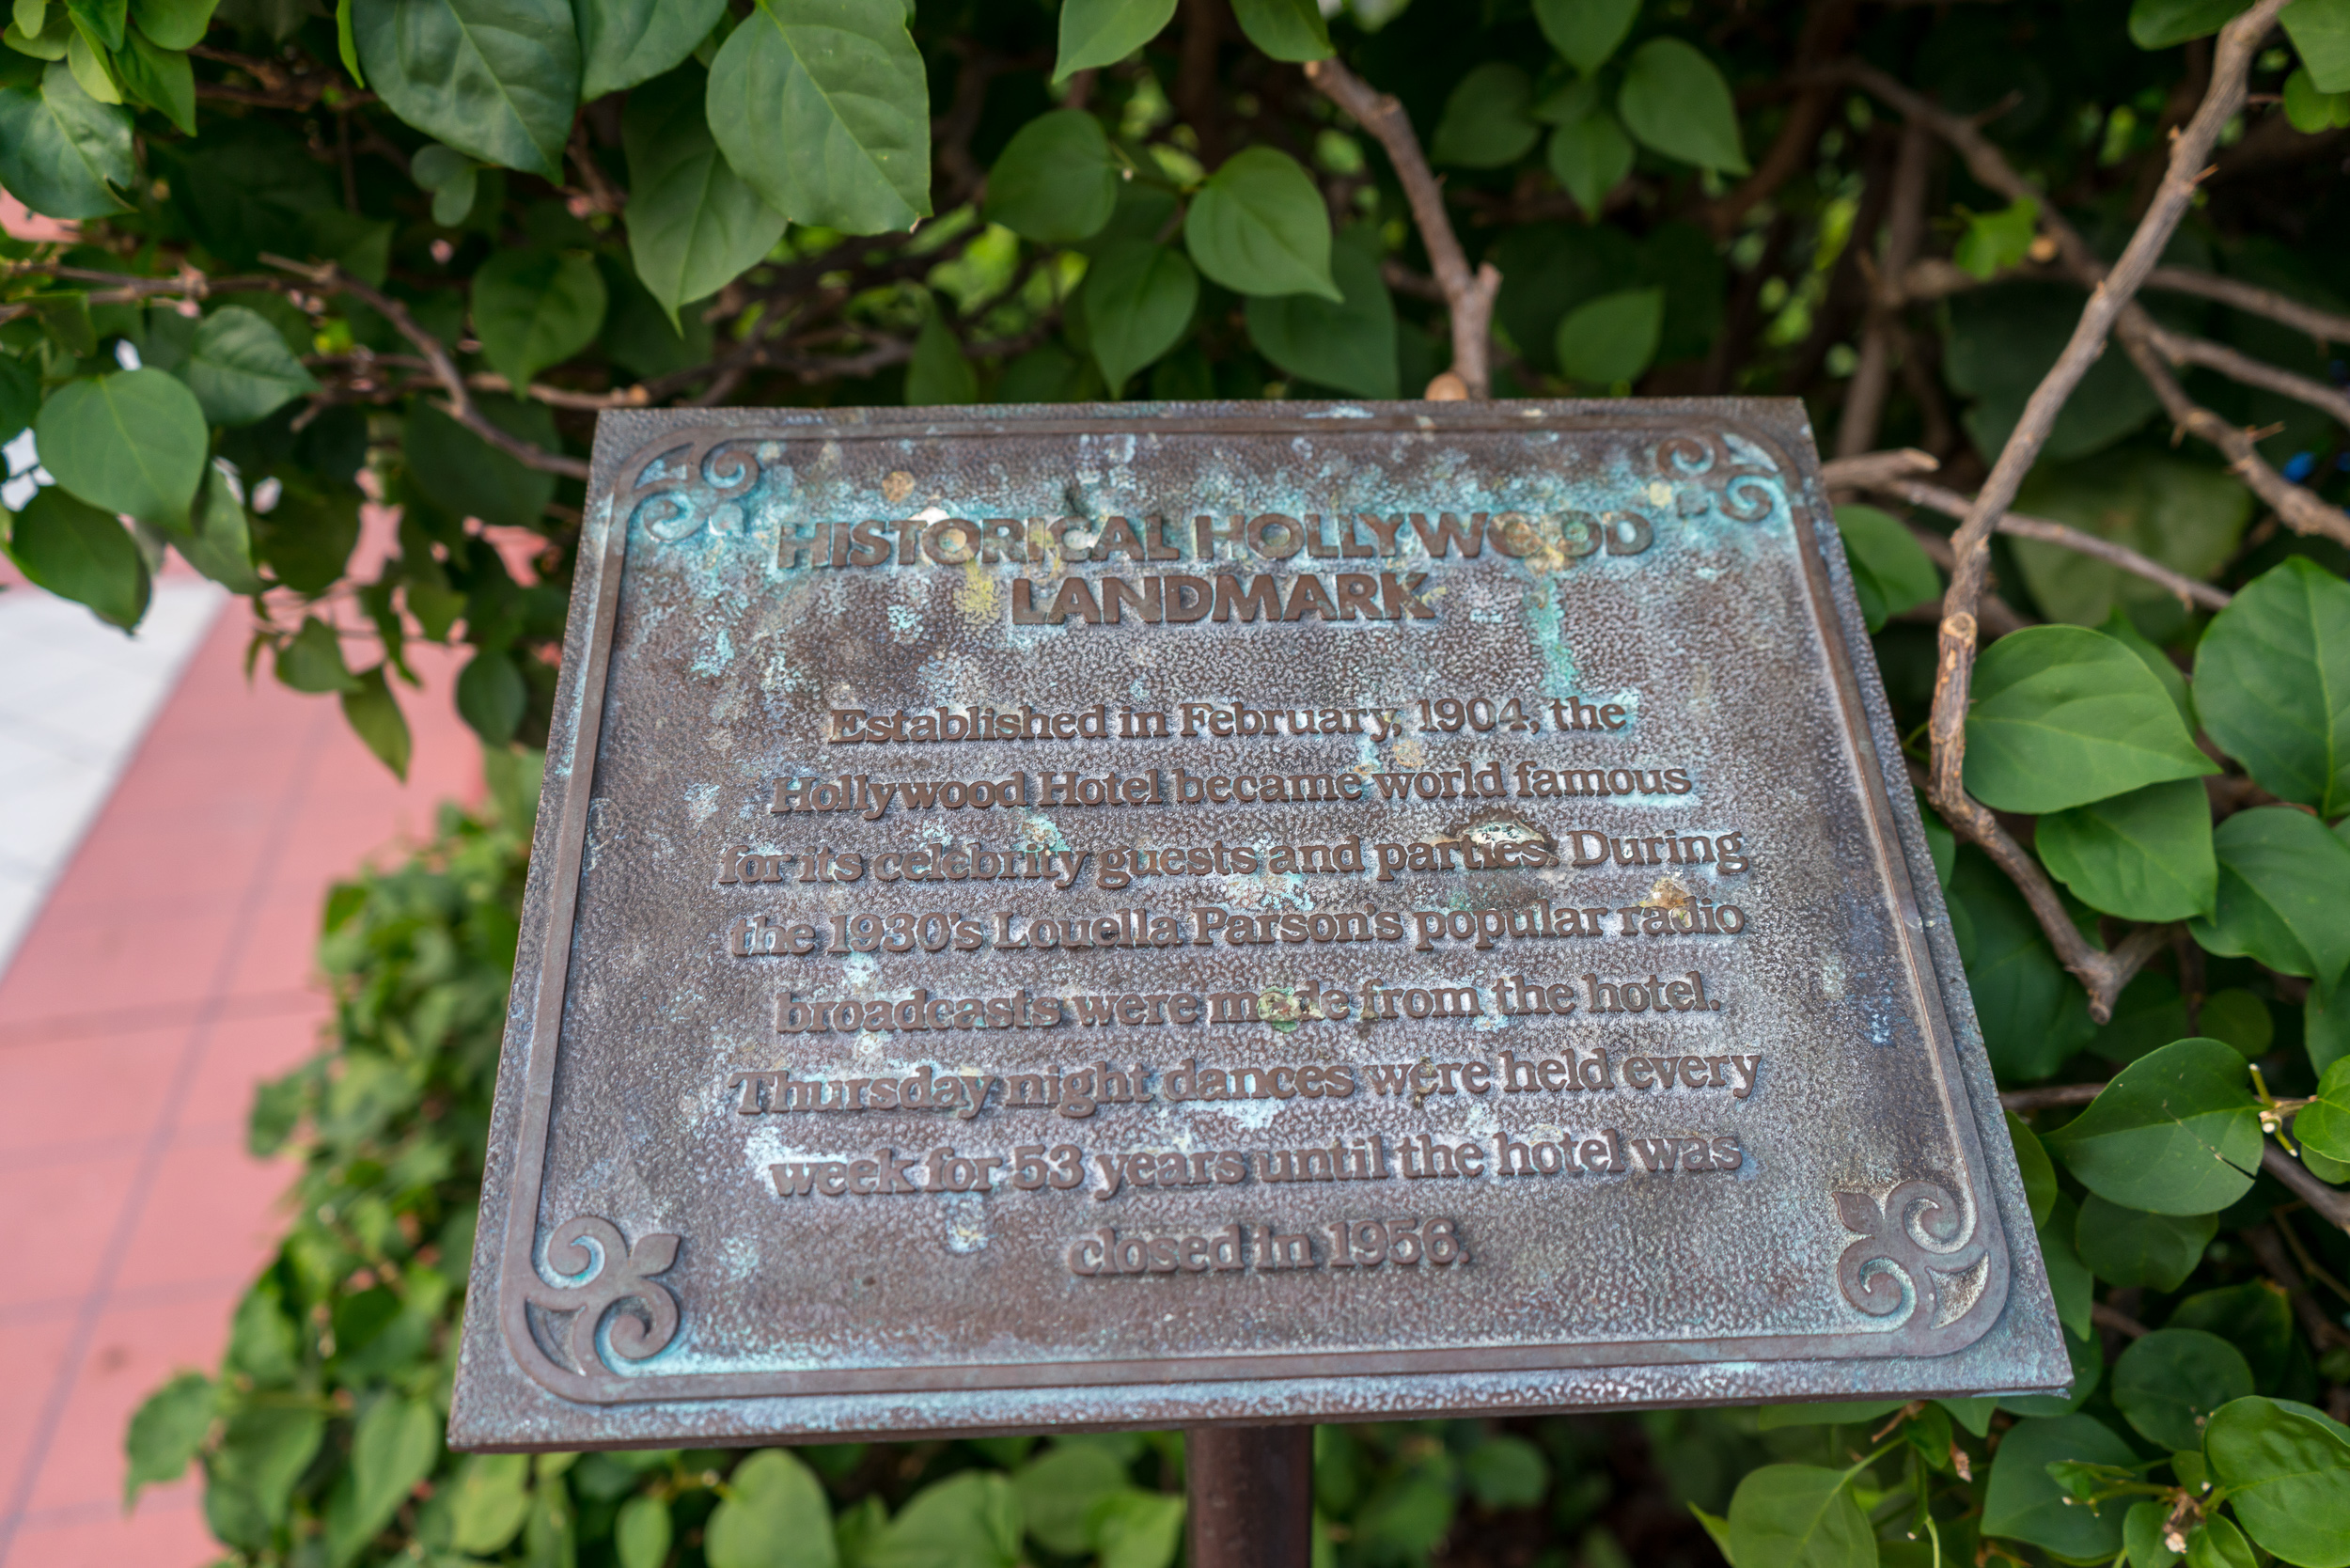 HISTORICAL HOLLYWOOD
LANDMARK
Established in February, 1904, the
Hollywood Hotel became world famous
for its celebrity guests and parties. During
the 1930's Louella Parson's popular radio
broadcasts were made from the hotel.
Thursday night dances were held every
week for 53 years until the hotel was
closed in 1956.